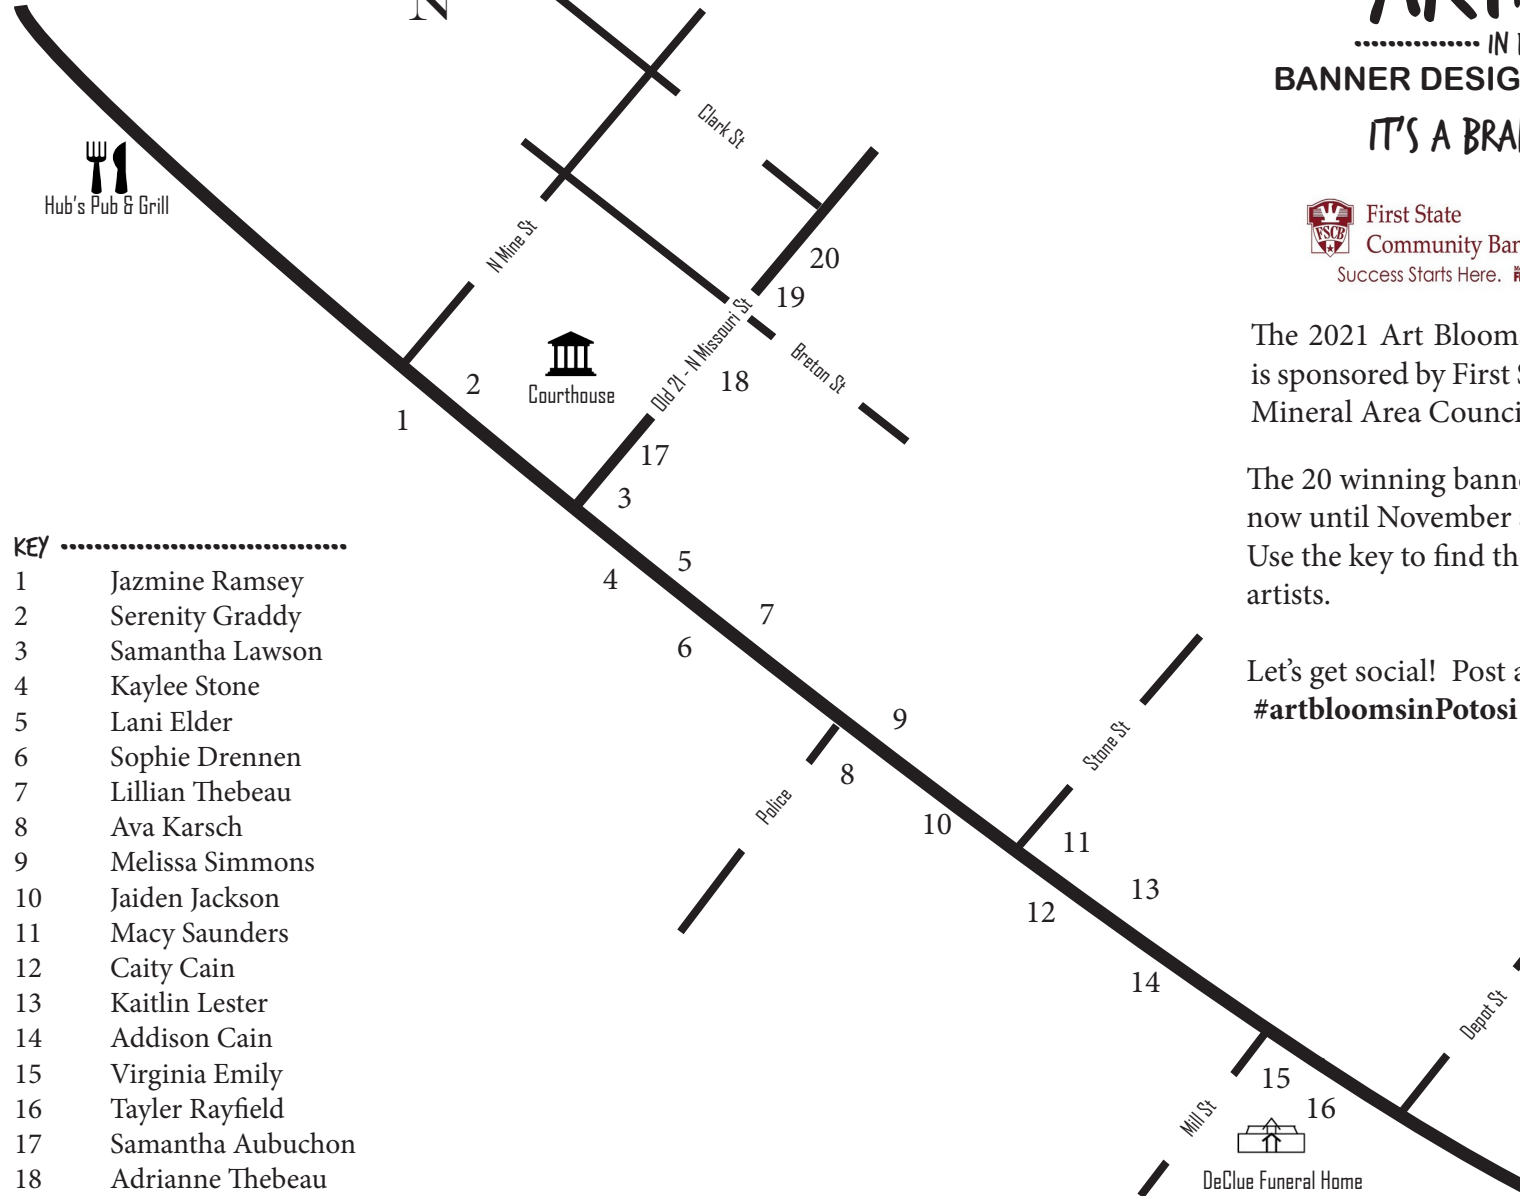 N
IN
BANNER DESIG
IT'S A BRA
First State
Community Ban
FSCB
Success Starts Here.
The 2021 Art Bloom
is sponsored by First
Mineral Area Counci
The 20 winning bann
now until November
Use the key to find th
artists.
Let's get social! Post a
#artbloomsinPotosi
Hub's Pub & Grill
Clark St
N Mine St
Courthouse
Old 21 - N Missouri St
Breton St
20
19
18
17
2
1
3
5
4
7
6
9
8
10
11
13
12
14
15
16
Police
Stone St
Depot St
Mill St
DeClue Funeral Home
KEY
1 Jazmine Ramsey
2 Serenity Graddy
3 Samantha Lawson
4 Kaylee Stone
5 Lani Elder
6 Sophie Drennen
7 Lillian Thebeau
8 Ava Karsch
9 Melissa Simmons
10 Jaiden Jackson
11 Macy Saunders
12 Caity Cain
13 Kaitlin Lester
14 Addison Cain
15 Virginia Emily
16 Tayler Rayfield
17 Samantha Aubuchon
18 Adrianne Thebeau